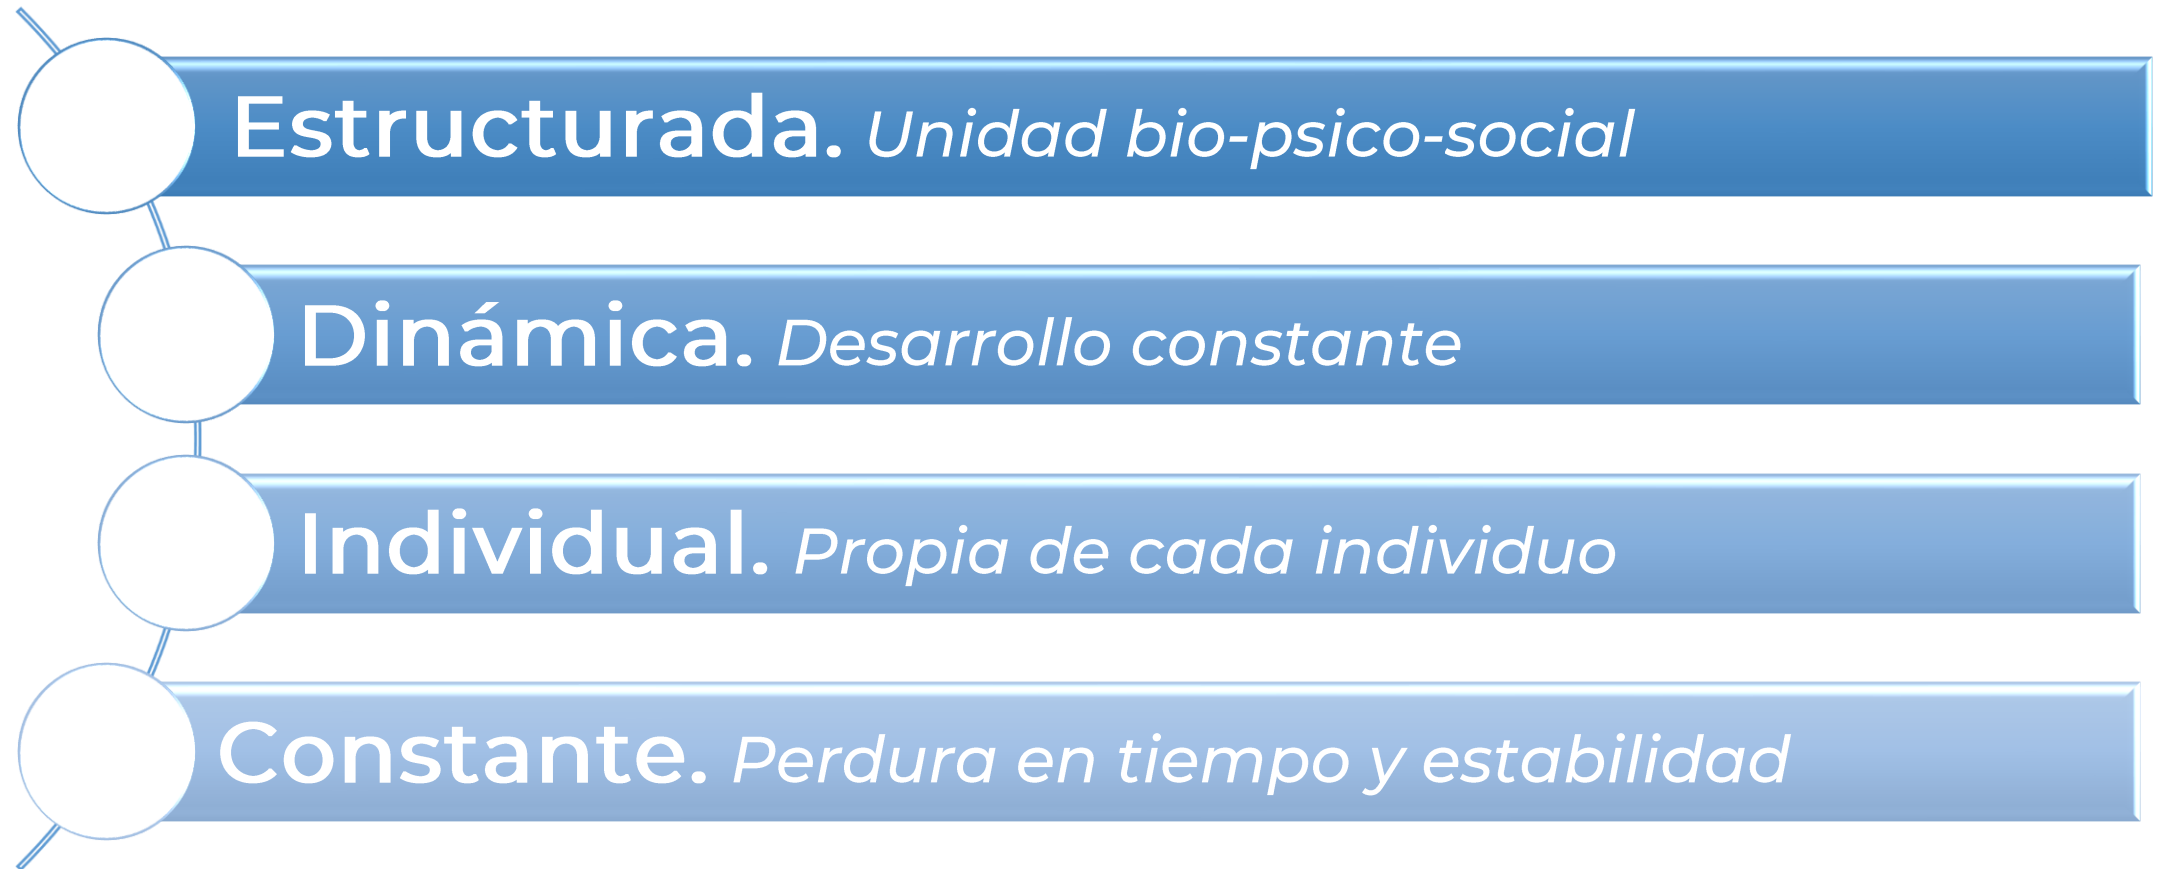 Estructurada. Unidad bio-psico-social
Dinámica. Desarrollo constante
Individual. Propia de cada individuo
Constante. Perdura en tiempo y estabilidad